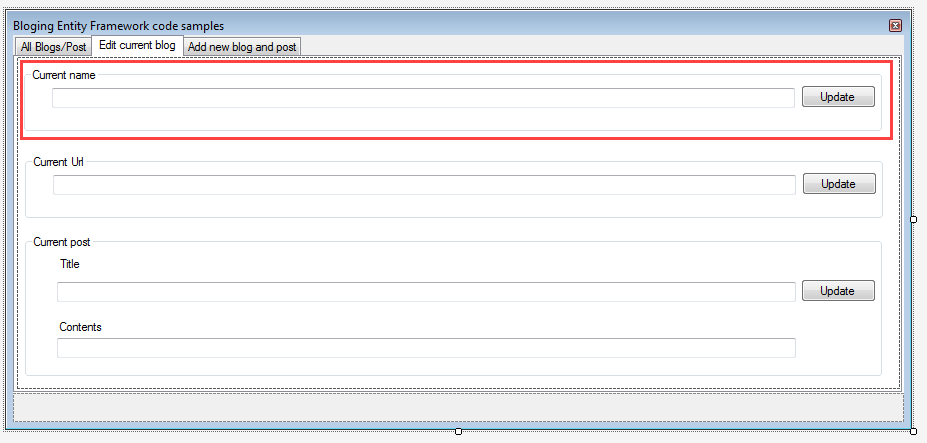 Bloging Entity Framework code samples
All Blogs/Post Edit current blog Add new blog and post
Current name
Update
Current Url
Update
Current post
Title
Update
Contents